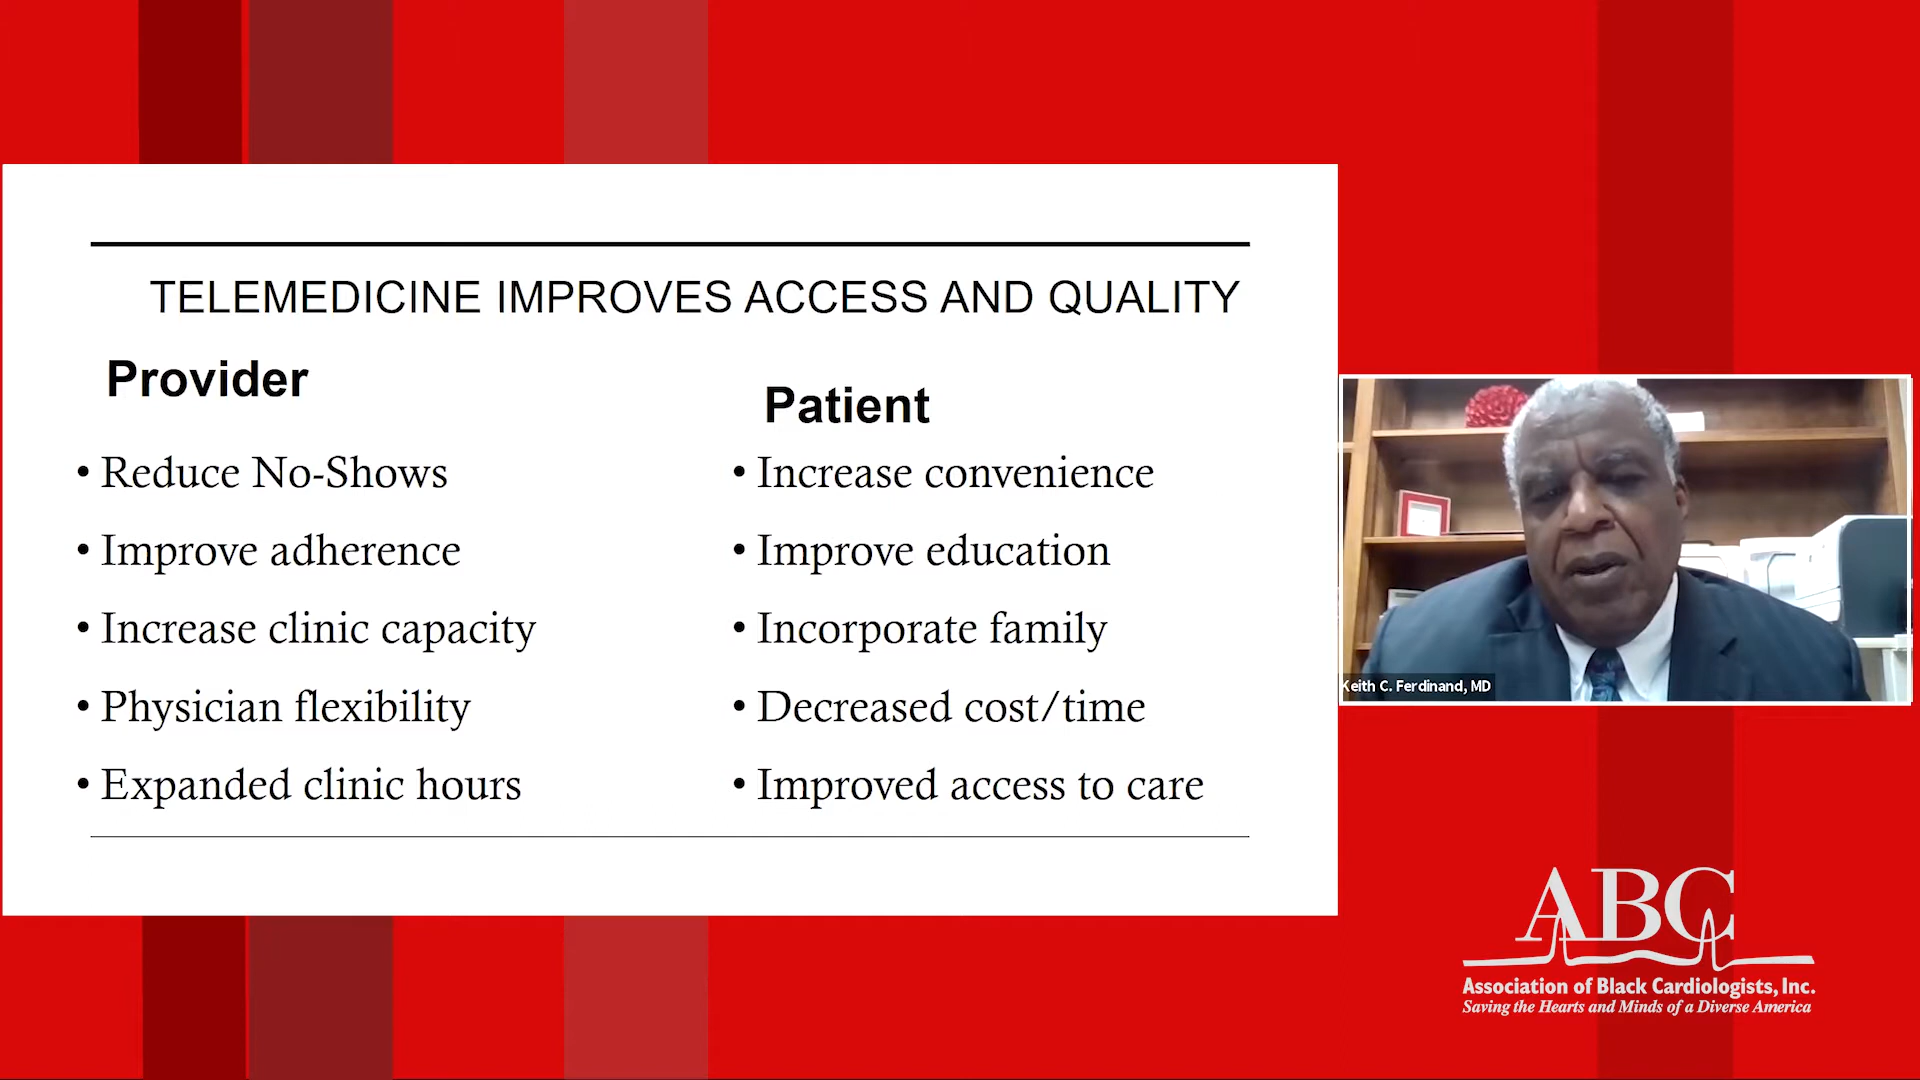 TELEMEDICINE IMPROVES ACCESS AND QUALITY
Provider
• Reduce No-Shows
• Improve adherence
• Increase clinic capacity
• Physician flexibility
• Expanded clinic hours
Patient
• Increase convenience
• Improve education
• Incorporate family
• Decreased cost/time
• Improved access to care
Keith C. Ferdinand, MD
ABC
Association of Black Cardiologists, Inc.
Saving the Hearts and Minds of a Diverse America